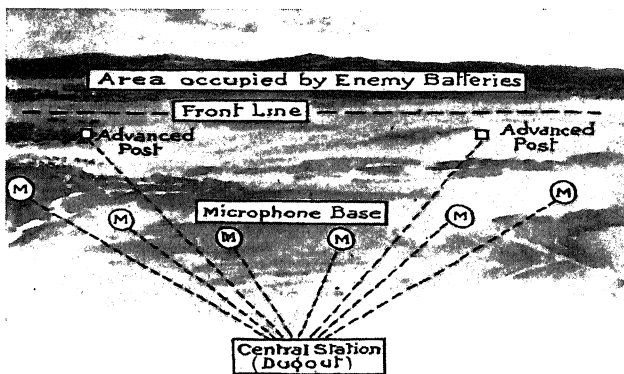 Area occupied by Enemy Batteries
Front Line
Advanced
Post
Advanced
Post
M
M
Microphone Base
M
M
M
M
Central Station
(Dugout)